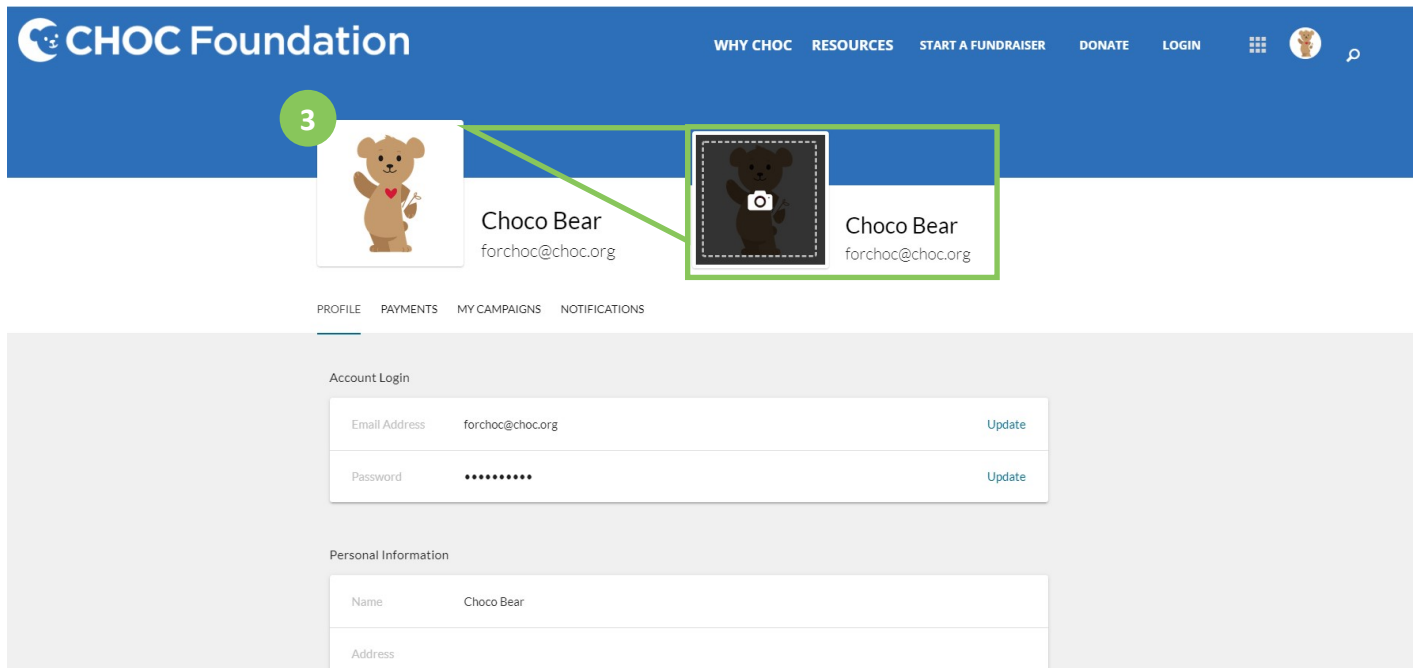 CHOC Foundation
WHY CHOC RESOURCES START A FUNDRAISER DONATE LOGIN
3
Choco Bear
forchoc@choc.org
Choco Bear
forchoc@choc.org
PROFILE PAYMENTS MY CAMPAIGNS NOTIFICATIONS
Account Login
Email Address forchoc@choc.org Update
Password •••••••••• Update
Personal Information
Name Choco Bear
Address